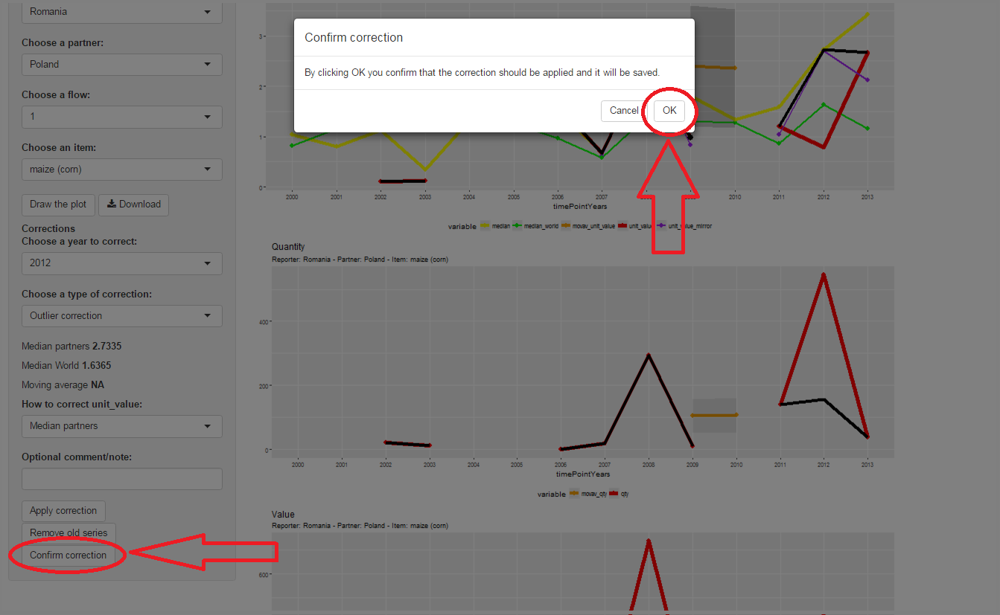 Romania
Choose a partner:
Poland
Choose a flow:
1
Choose an item:
maize (corn)
Draw the plot
Download
Corrections
Choose a year to correct:
2012
Choose a type of correction:
Outlier correction
Median partners 2.7335
Median World 1.6365
Moving average NA
How to correct unit_value:
Median partners
Optional comment/note:
Apply correction
Remove old series
Confirm correction
Confirm correction
By clicking OK you confirm that the correction should be applied and it will be saved.
Cancel
OK
3
2
1
0
2000 2001 2002 2003 2004 2005 2006 2007 2008 2010 2011 2012 2013
timePointYears
variable median median_world movav_unit_value unit_value unit_value_mirror
Quantity
Reporter: Romania - Partner: Poland - Item: maize (corn)
400
200
0
2000 2001 2002 2003 2004 2005 2006 2007 2008 2009 2010 2011 2012 2013
timePointYears
variable movav_qty qty
Value
Reporter: Romania - Partner: Poland - Item: maize (corn)
600